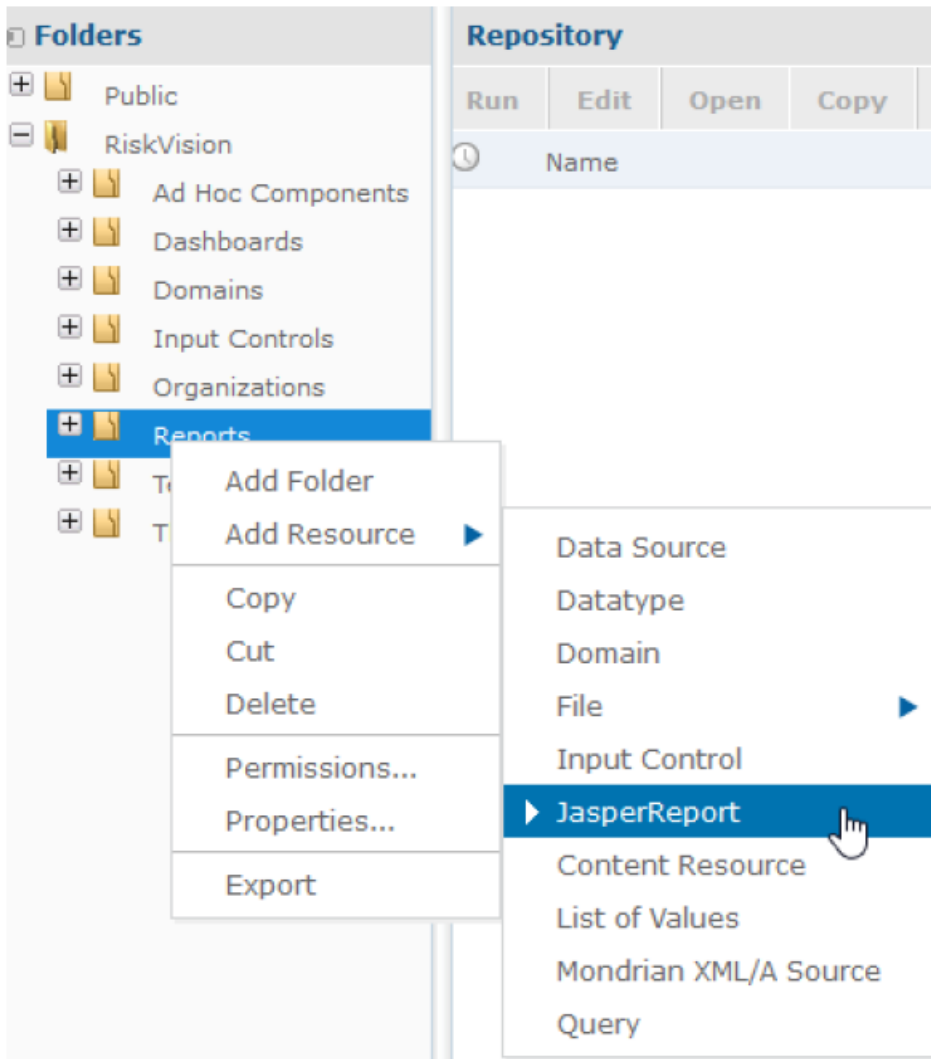 Folders
Public
RiskVision
Ad Hoc Components
Dashboards
Domains
Input Controls
Organizations
Reports
Add Folder
Add Resource
Copy
Cut
Delete
Permissions...
Properties...
Export
Repository
Run Edit Open Copy
Name
Data Source
Datatype
Domain
File
Input Control
JasperReport
Content Resource
List of Values
Mondrian XML/A Source
Query